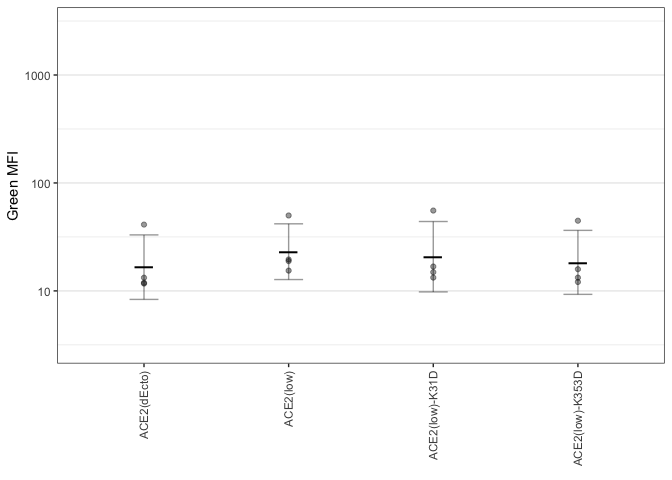 Green MFI
1000
100
10
ACE2(dEcto)
ACE2(low)
ACE2(low)-K31D
ACE2(low)-K353D